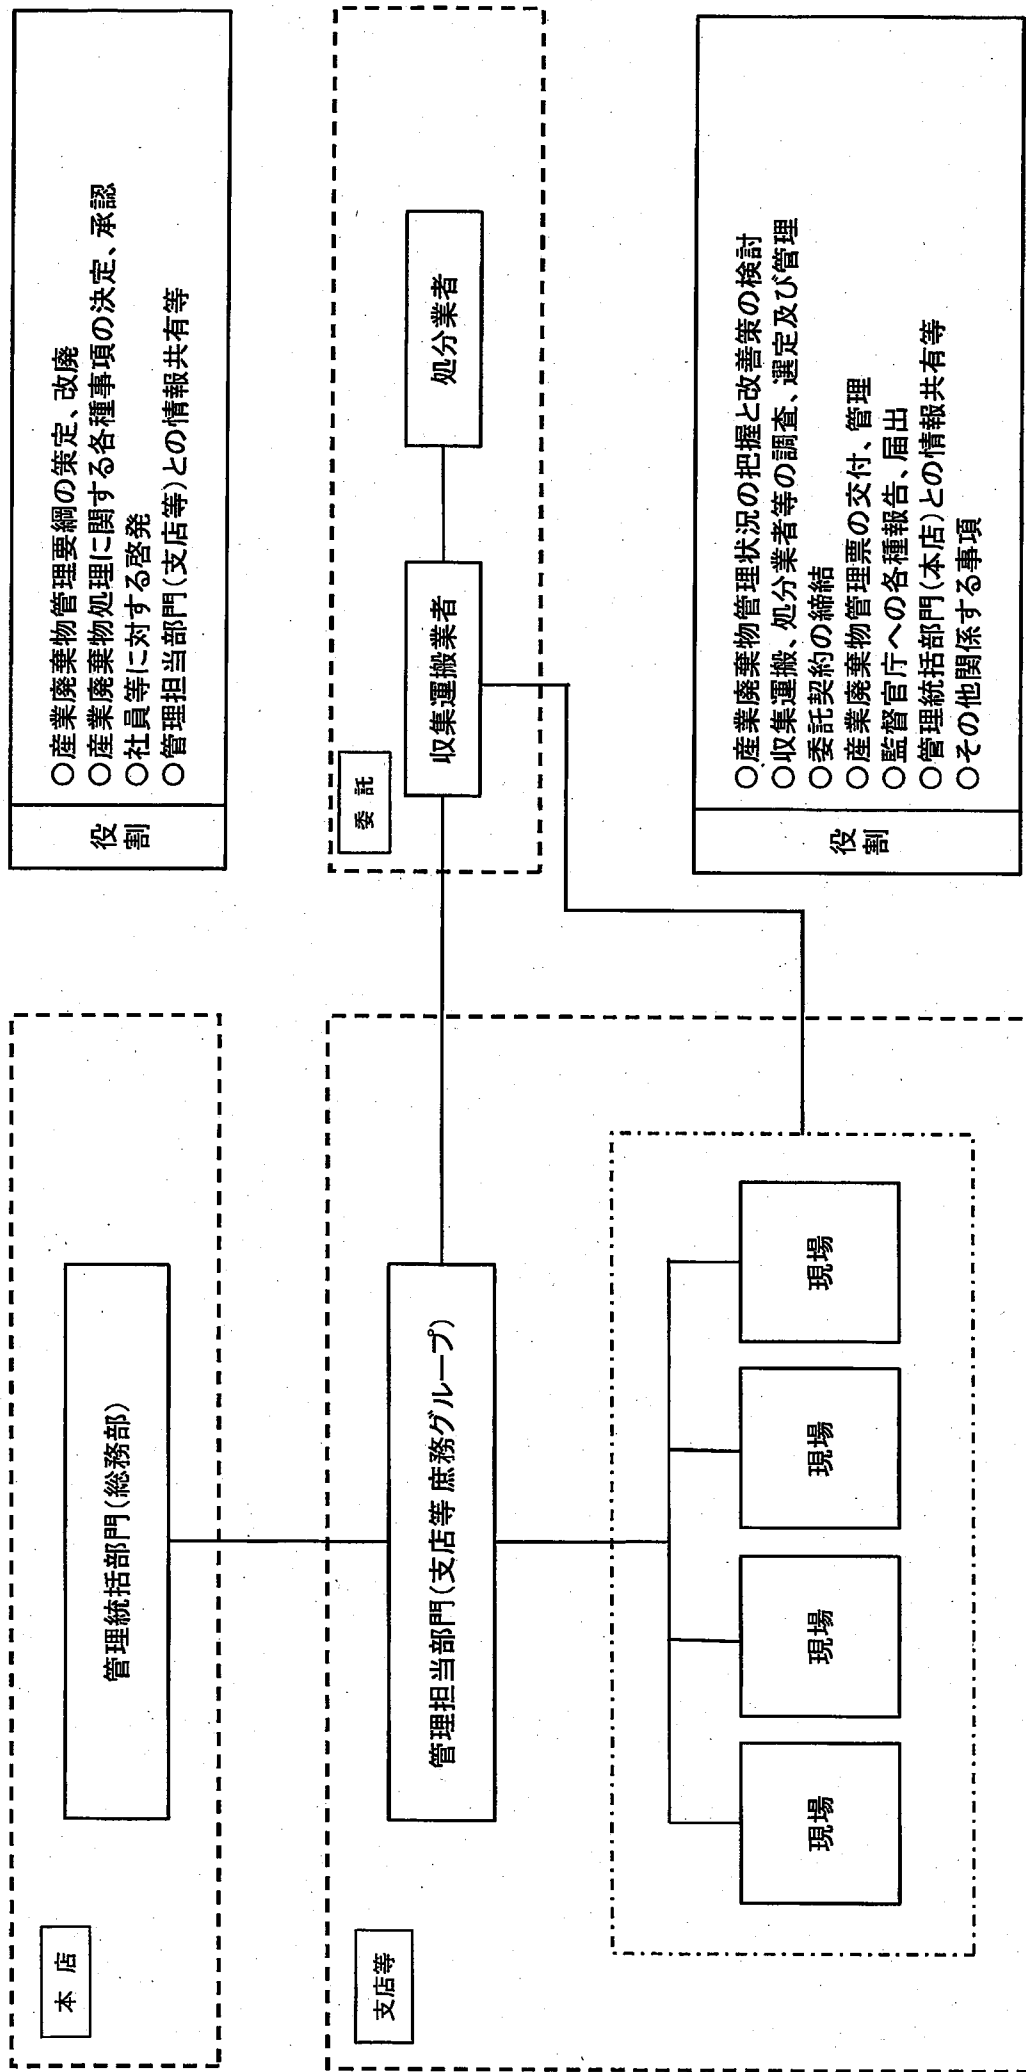 本 店
管理統括部門(総務部)
役割
○産業廃棄物管理要綱の策定、改廃
○産業廃棄物処理に関する各種事項の決定、承認
○社員等に対する啓発
○管理担当部門(支店等)との情報共有等
支店等
管理担当部門(支店等 庶務グループ)
委 託
収集運搬業者
処分業者
現場
現場
現場
現場
役割
○産業廃棄物管理状況の把握と改善策の検討
○収集運搬、処分業者等の調査、選定及び管理
○委託契約の締結
○産業廃棄物管理票の交付、管理
○監督官庁への各種報告、届出
○管理統括部門(本店)との情報共有等
○その他関係する事項